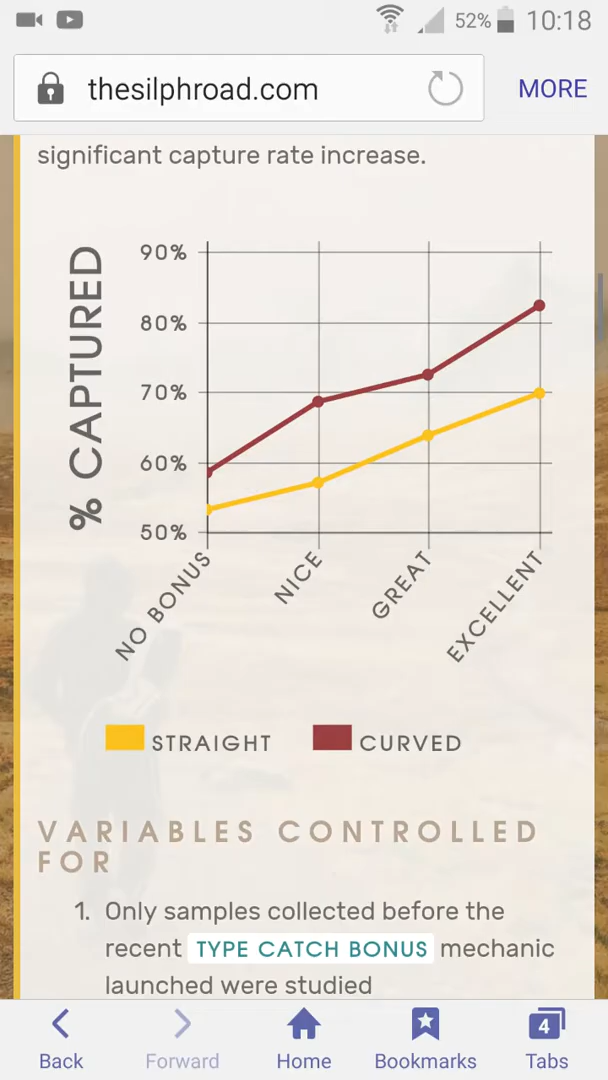 52% 10:18
thesilphroad.com MORE
significant capture rate increase.
% CAPTURED
90%
80%
70%
60%
50%
NO BONUS NICE GREAT EXCELLENT
STRAIGHT CURVED
VARIABLES CONTROLLED
FOR
1. Only samples collected before the
recent TYPE CATCH BONUS mechanic
launched were studied
4
Back Forward Home Bookmarks Tabs